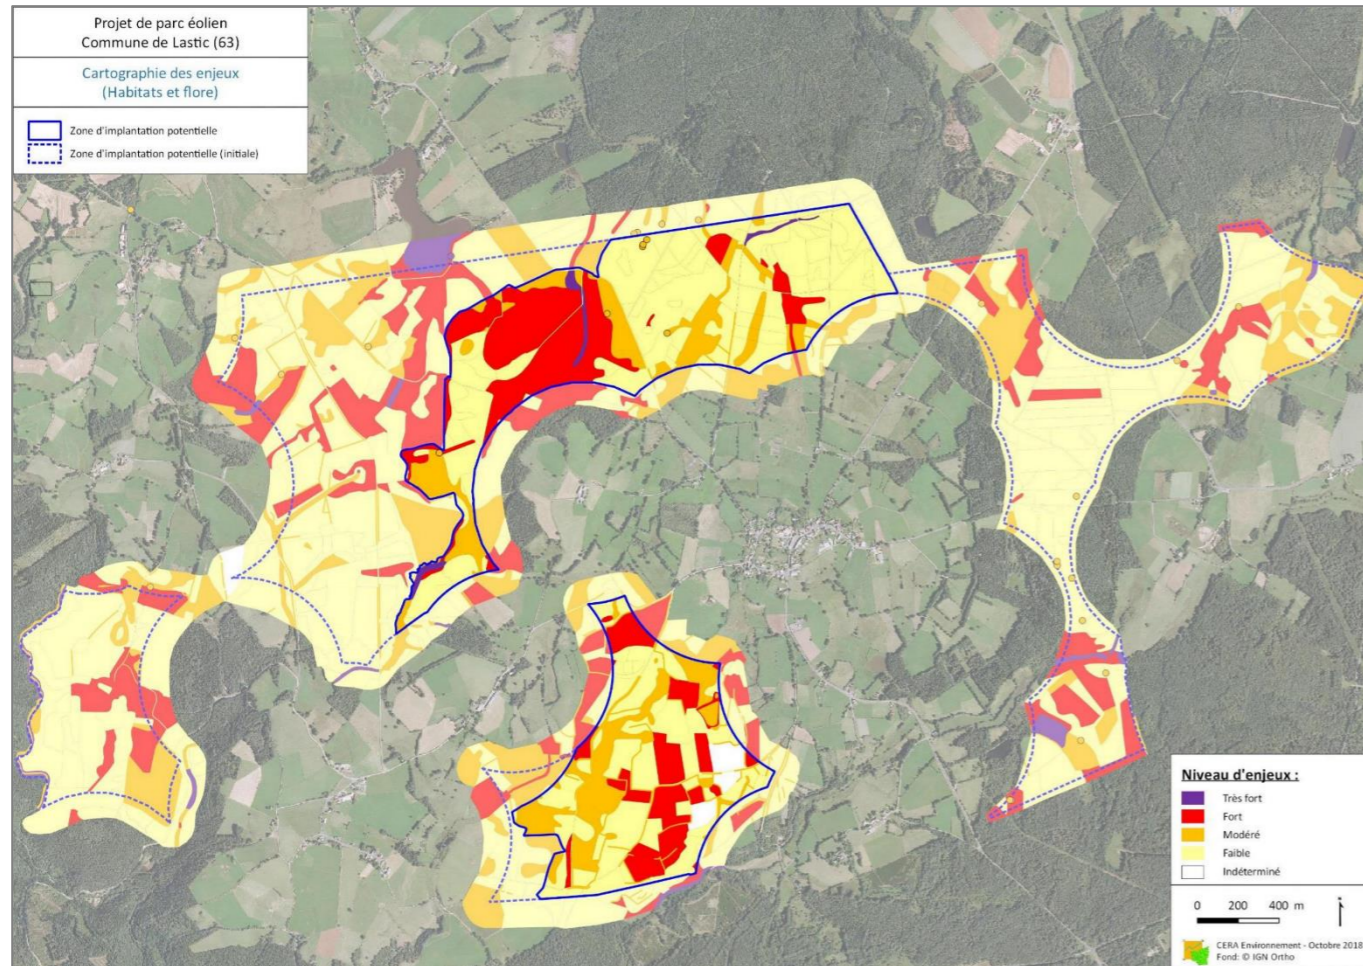 Projet de parc éolien
Commune de Lastic (63)
Cartographie des enjeux
(Habitats et flore)
Zone d'implantation potentielle
Zone d'implantation potentielle (initiale)
Niveau d'enjeux :
Très fort
Fort
Modéré
Faible
Indéterminé
0 200 400 m
CERA Environnement - Octobre 2018
Fond: © IGN Ortho